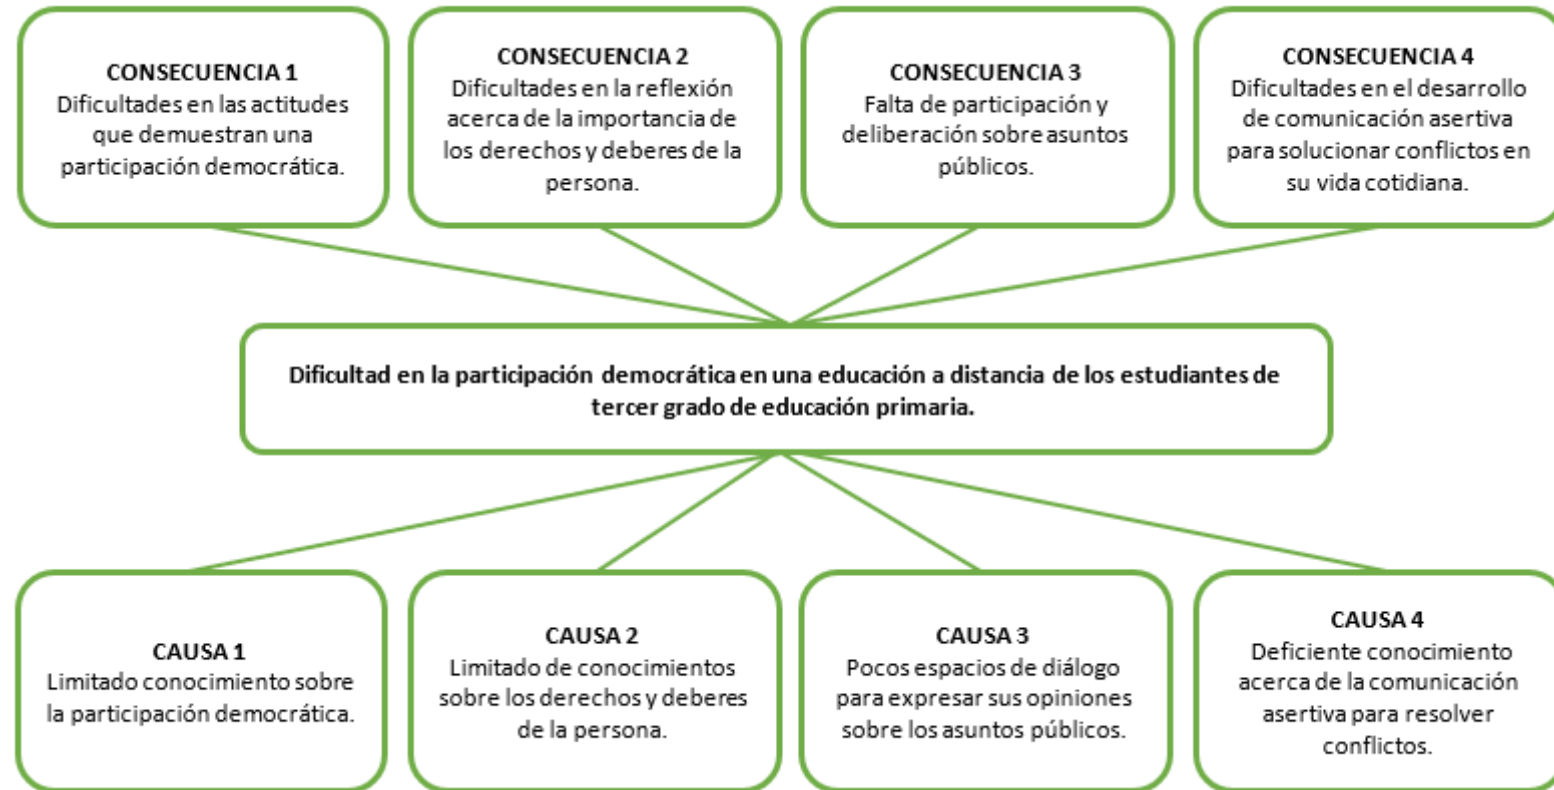 CONSECUENCIA 1
Dificultades en las actitudes
que demuestran una
participación democrática.
CONSECUENCIA 2
Dificultades en la reflexión
acerca de la importancia de
los derechos y deberes de la
persona.
CONSECUENCIA 3
Falta de participación y
deliberación sobre asuntos
públicos.
CONSECUENCIA 4
Dificultades en el desarrollo
de comunicación asertiva
para solucionar conflictos en
su vida cotidiana.
Dificultad en la participación democrática en una educación a distancia de los estudiantes de
tercer grado de educación primaria.
CAUSA 1
Limitado conocimiento sobre
la participación democrática.
CAUSA 2
Limitado de conocimientos
sobre los derechos y deberes
de la persona.
CAUSA 3
Pocos espacios de diálogo
para expresar sus opiniones
sobre los asuntos públicos.
CAUSA 4
Deficiente conocimiento
acerca de la comunicación
asertiva para resolver
conflictos.